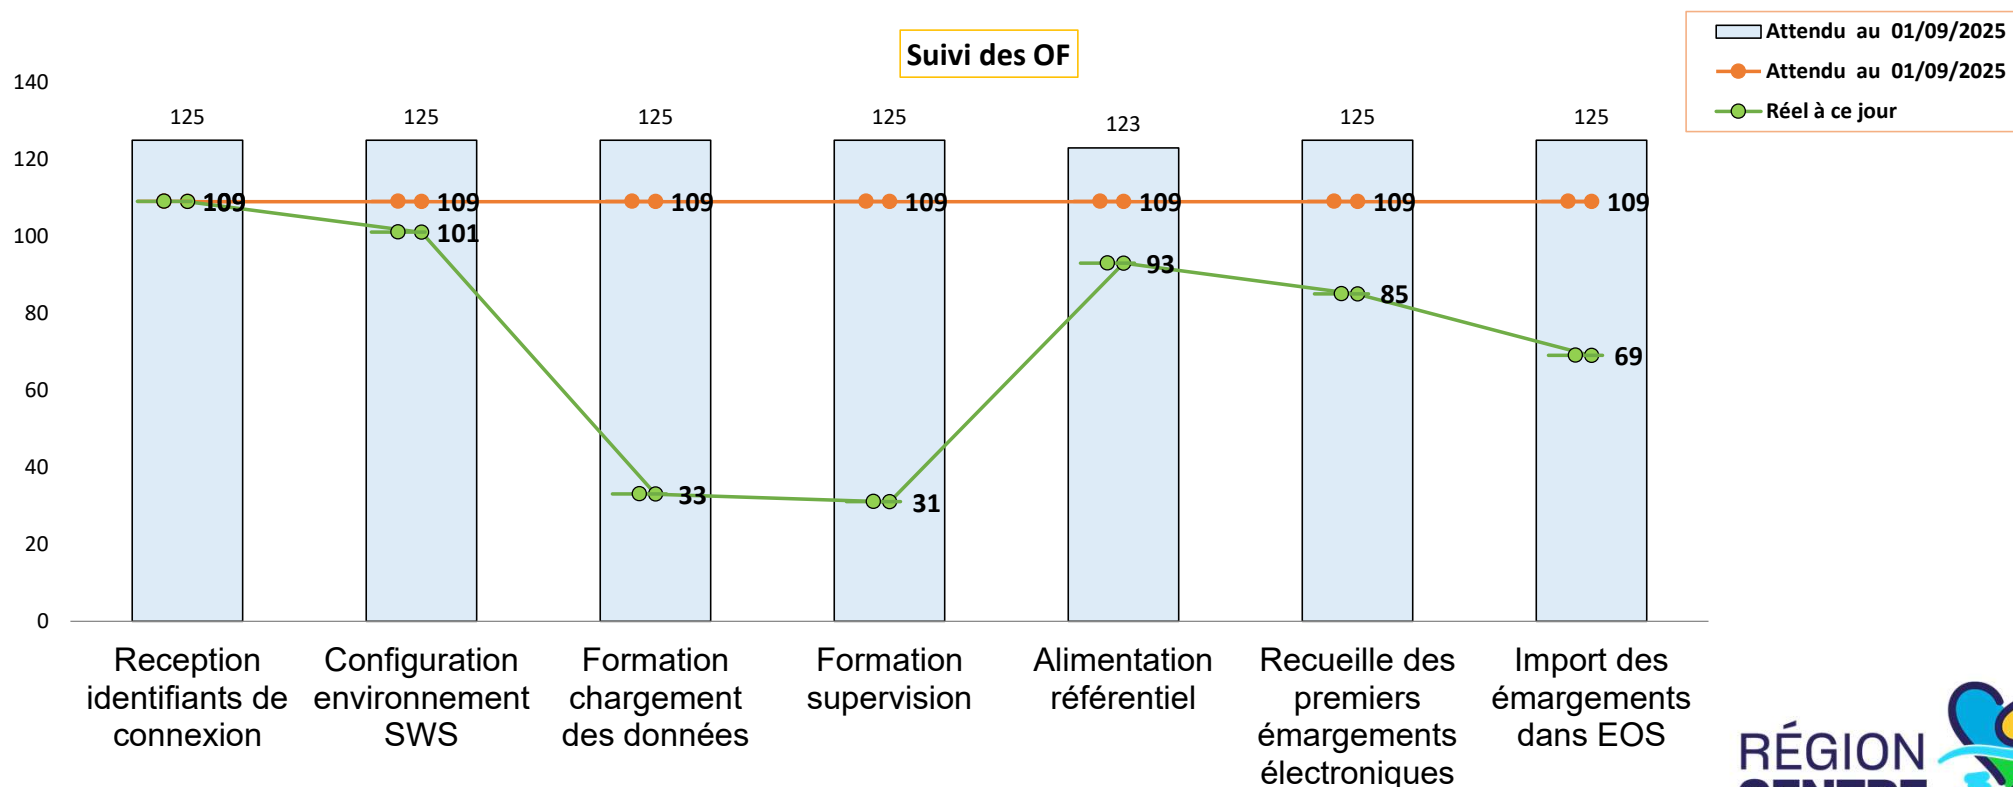 Suivi des OF
Attendu au 01/09/2025
Attendu au 01/09/2025
Réel à ce jour
140
120
100
80
60
40
20
0
125 125 125 125 123 125 125
109 109 109 109 109 109 109
101
33
31
93
85
69
Reception
identifiants de
connexion
Configuration
environnement
SWS
Formation
chargement
des données
Formation
supervision
Alimentation
référentiel
Recueille des
premiers
émargements
électroniques
Import des
émargements
dans EOS
RÉGION
CENTRE